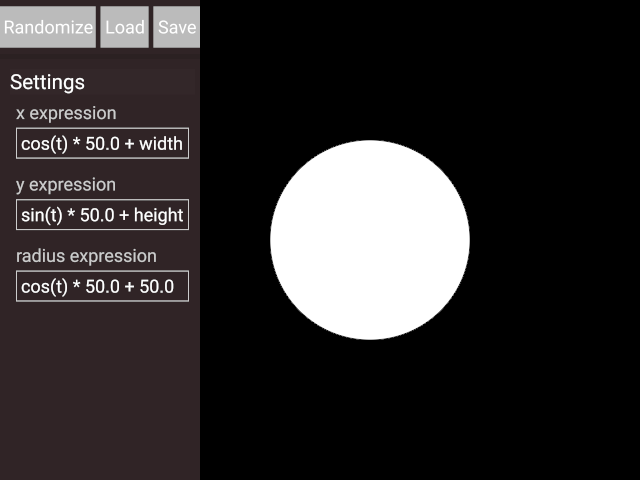 Randomize Load Save
Settings
x expression
cos(t) * 50.0 + width
y expression
sin(t) * 50.0 + height
radius expression
cos(t) * 50.0 + 50.0